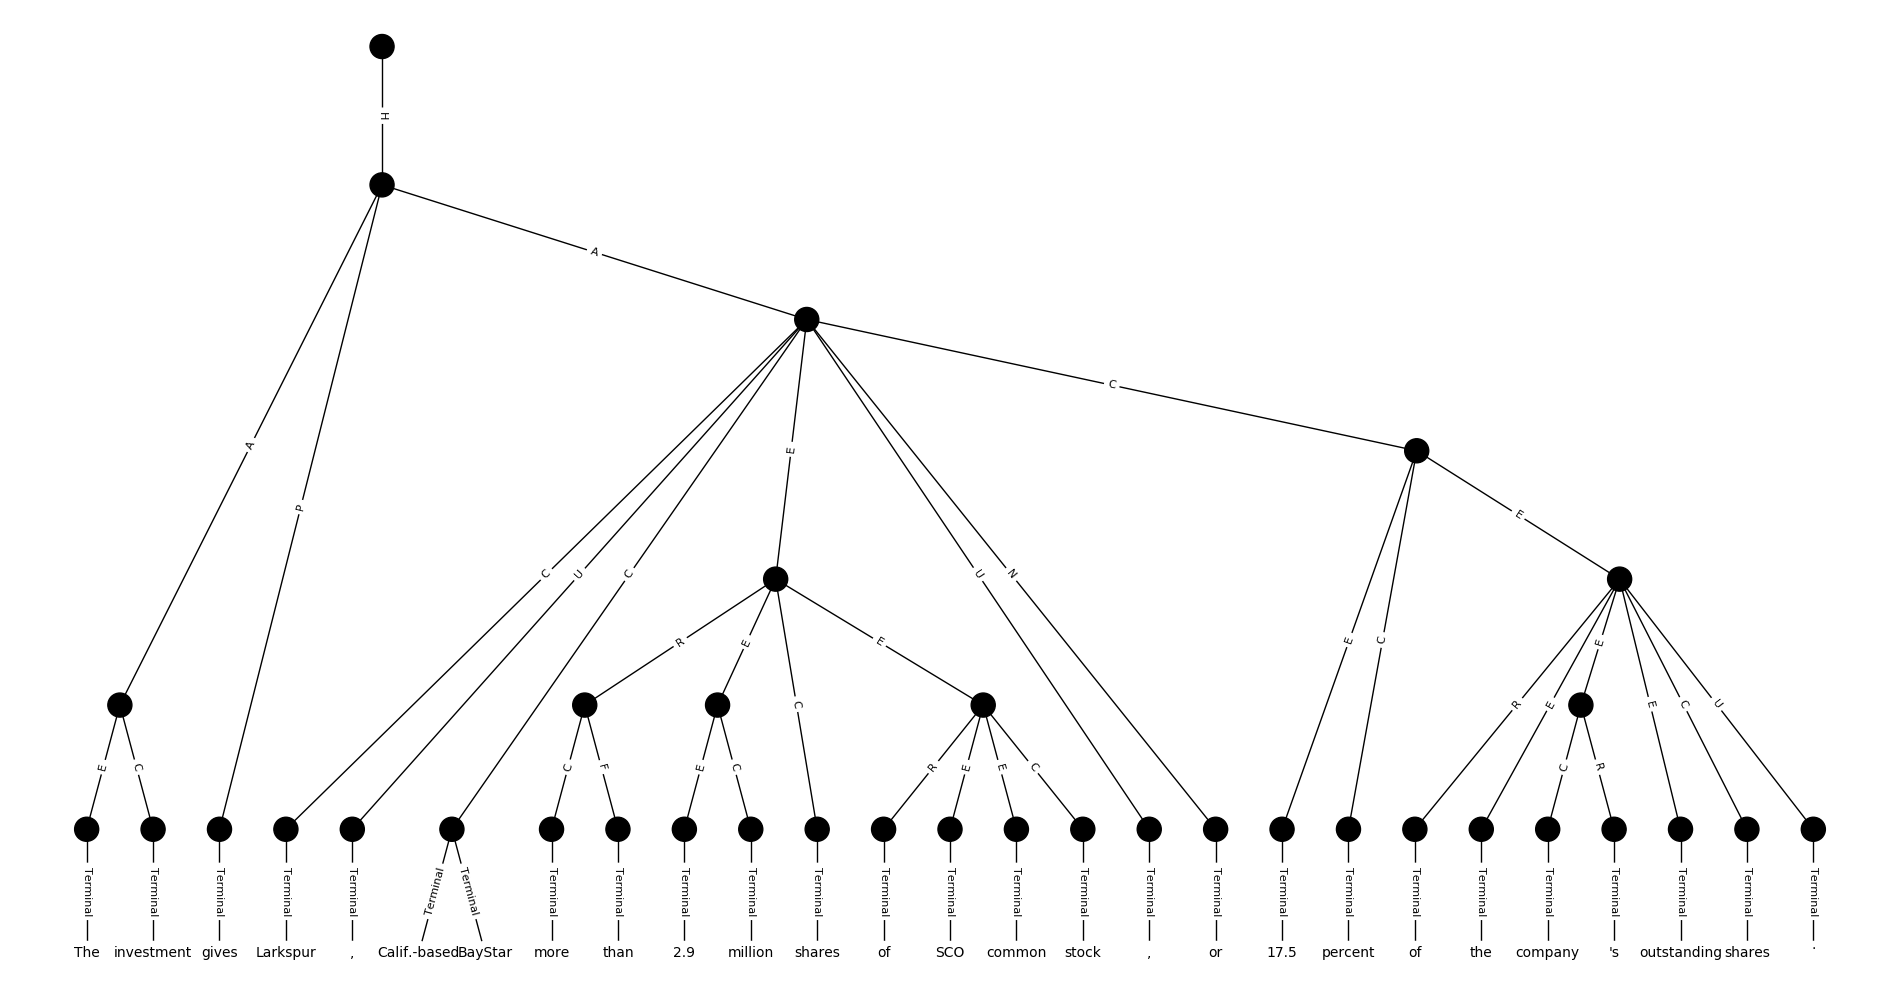 H
A
A
P
C
E
C
U
C
E
U
N
E
C
R
E
C
E
R
E
E
E
C
U
E
C
C
F
E
C
R
E
E
C
C
R
Terminal Terminal Terminal Terminal Terminal Terminal Terminal Terminal Terminal Terminal Terminal Terminal Terminal Terminal Terminal Terminal Terminal Terminal Terminal Terminal Terminal Terminal Terminal Terminal Terminal Terminal Terminal
The investment gives Larkspur , Calif.-based BayStar more than 2.9 million shares of SCO common stock , or 17.5 percent of the company 's outstanding shares .